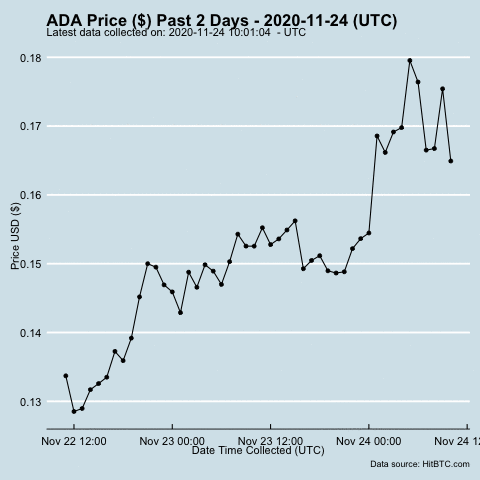 ADA Price ($) Past 2 Days - 2020-11-24 (UTC)
Latest data collected on: 2020-11-24 10:01:04  - UTC
0.18
0.17
0.16
0.15
0.14
0.13
Price USD ($)
Nov 22 12:00 Nov 23 00:00 Nov 23 12:00 Nov 24 00:00 Nov 24 12
Date Time Collected (UTC)
Data source: HitBTC.com